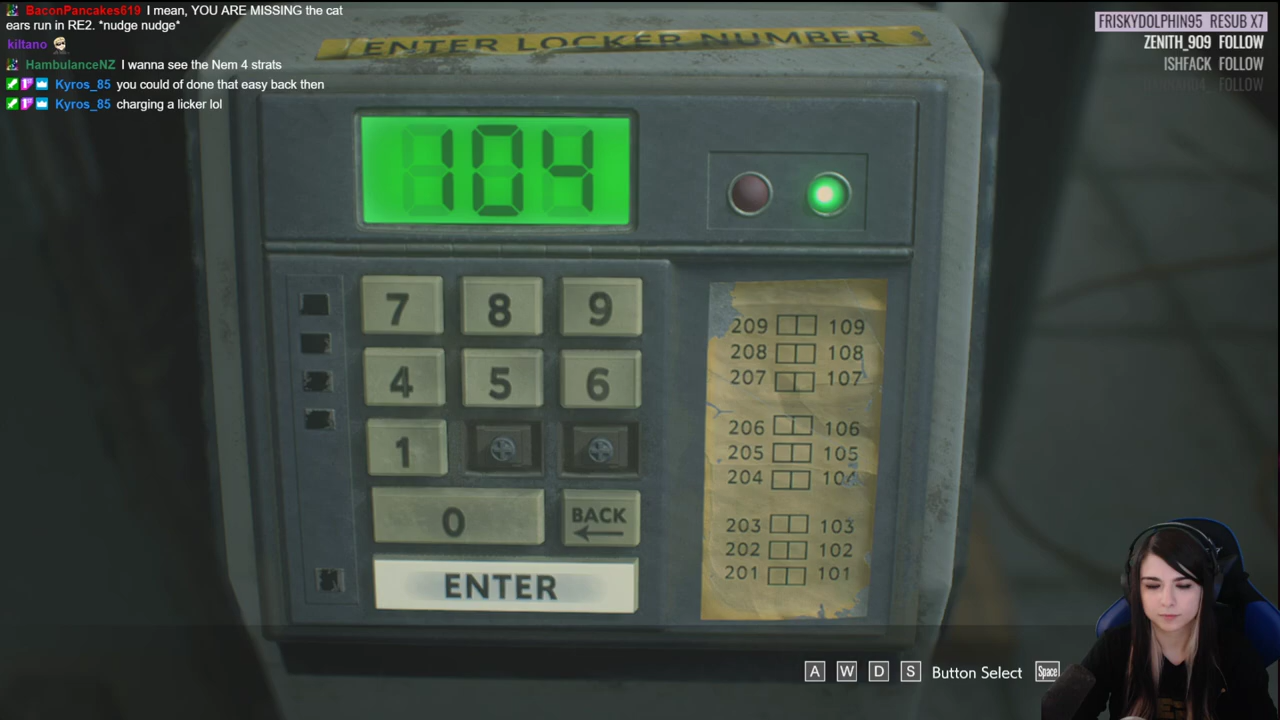 BaconPancakes619 I mean, YOU ARE MISSING the cat
ears run in RE2. *nudge nudge*
kiltano
HambulanceNZ I wanna see the Nem 4 strats
Kyros_85 you could of done that easy back then
Kyros_85 charging a licker lol
FRISKYDOLPHIN95 RESUB X7
ZENITH_909 FOLLOW
ISHFACK FOLLOW
FOLLOW
ENTER LOCKER NUMBER
104
7 8 9
4 5 6
1
0 BACK
ENTER
209 109
208 108
207 107
206 106
205 105
204 104
203 103
202 102
201 101
A W D S Button Select Space